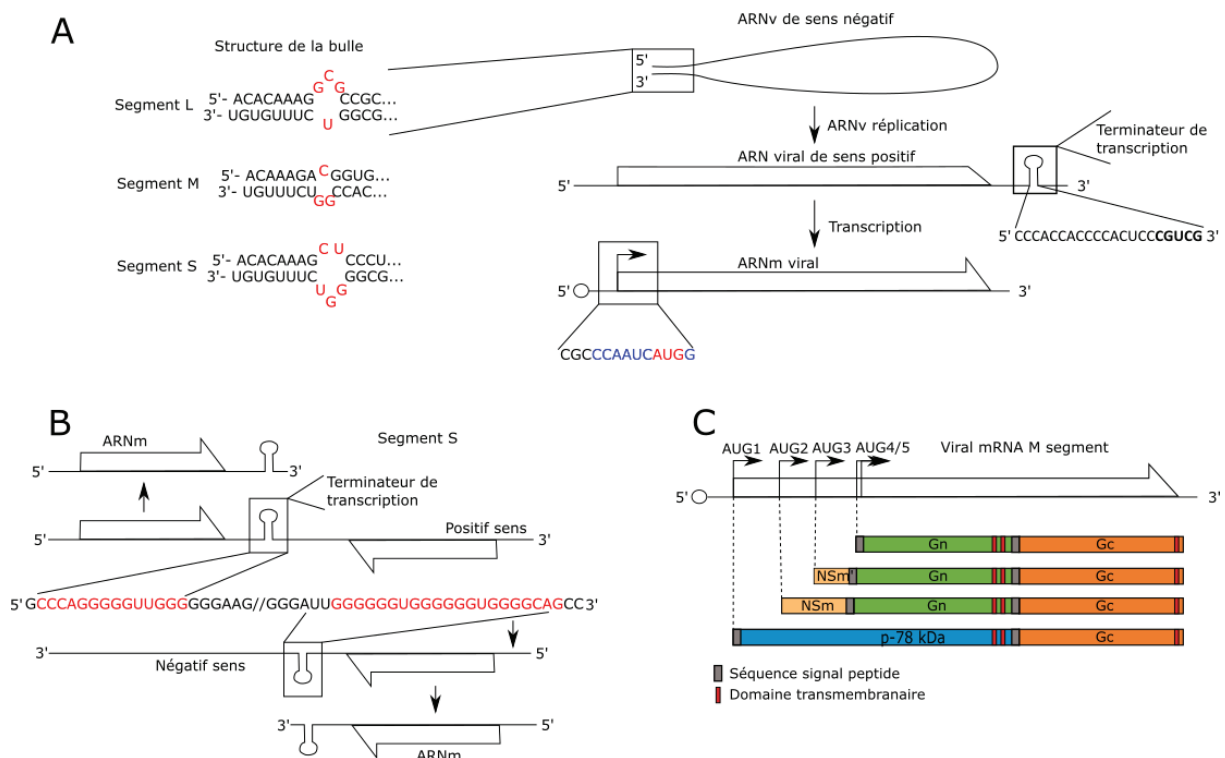 A
Structure de la bulle
Segment L
G C G
5'- ACACAAAG CCGC...
3'- UGUGUUUC GGCG...
U
Segment M
5'- ACAAAGA C GGUG...
3'- UGUUUCU GG CCAC...
Segment S
C U
5'- ACACAAAG CCCU...
3'- UGUGUUUC GGCG...
U G G
ARNv de sens négatif
5'
3'
ARNv réplication
ARN viral de sens positif
5' 3'
Terminateur de
transcription
5' CCCACCACCCCACUCCCGUCG 3'
Transcription
ARNm viral
5' 3'
CGCCCAAUCAUGG
B
Segment S
ARNm
5' 3'
Terminateur de
transcription
Positif sens
5' 3'
5'GCCCAGGGGGUUGGGGGGAAG//GGGAUUGGGGGGUGGGGGGUGGGGCAGCC3'
3' Négatif sens 5'
3' 5'
ARNm
C
AUG1 AUG2 AUG3 AUG4/5 Viral mRNA M segment
5' 3'
Gn Gc
NSm' Gn Gc
NSm Gn Gc
p-78 kDa Gc
Séquence signal peptide
Domaine transmembranaire